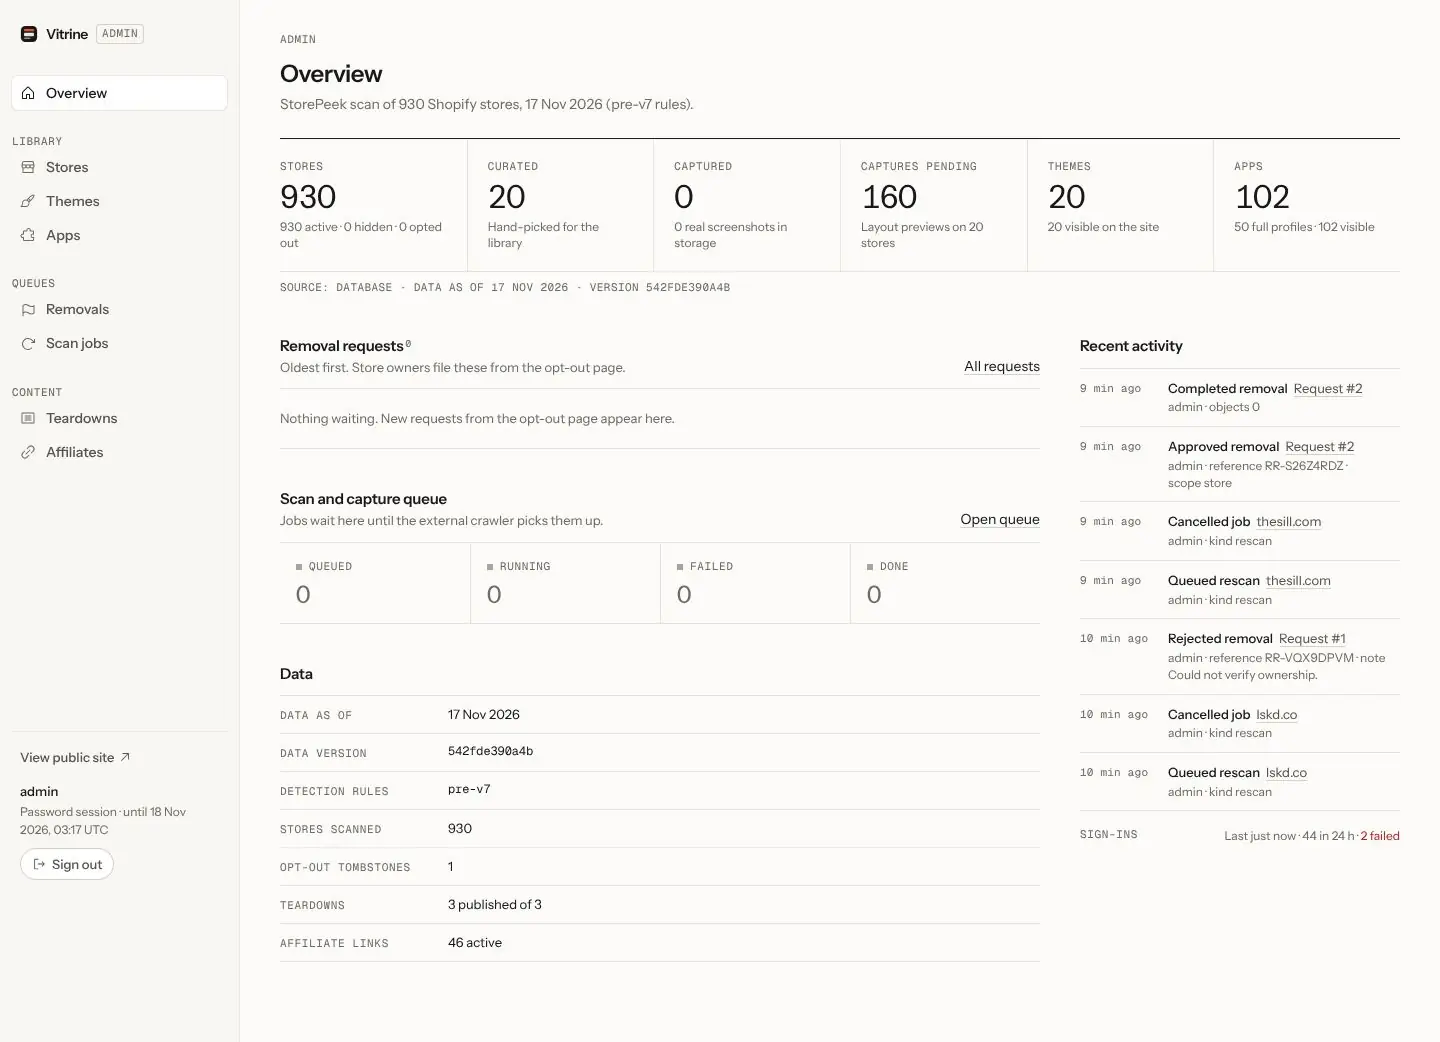 Vitrine ADMIN
Overview
LIBRARY
Stores
Themes
Apps
QUEUES
Removals
Scan jobs
CONTENT
Teardowns
Affiliates
View public site
admin
Password session · until 18 Nov
2026, 03:17 UTC
Sign out
ADMIN
Overview
StorePeek scan of 930 Shopify stores, 17 Nov 2026 (pre-v7 rules).
STORES
930
930 active · 0 hidden · 0 opted
out
CURATED
20
Hand-picked for the
library
CAPTURED
0
0 real screenshots in
storage
CAPTURES PENDING
160
Layout previews on 20
stores
THEMES
20
20 visible on the site
APPS
102
50 full profiles · 102 visible
SOURCE: DATABASE · DATA AS OF 17 NOV 2026 · VERSION 542FDE390A4B
Removal requests 0
Oldest first. Store owners file these from the opt-out page.
All requests
Nothing waiting. New requests from the opt-out page appear here.
Scan and capture queue
Jobs wait here until the external crawler picks them up.
Open queue
QUEUED
0
RUNNING
0
FAILED
0
DONE
0
Data
DATA AS OF 17 Nov 2026
DATA VERSION 542fde390a4b
DETECTION RULES pre-v7
STORES SCANNED 930
OPT-OUT TOMBSTONES 1
TEARDOWNS 3 published of 3
AFFILIATE LINKS 46 active
Recent activity
9 min ago Completed removal Request #2
admin · objects 0
9 min ago Approved removal Request #2
admin · reference RR-S26Z4RDZ ·
scope store
9 min ago Cancelled job thesill.com
admin · kind rescan
9 min ago Queued rescan thesill.com
admin · kind rescan
10 min ago Rejected removal Request #1
admin · reference RR-VQX9DPVM · note
Could not verify ownership.
10 min ago Cancelled job lskd.co
admin · kind rescan
10 min ago Queued rescan lskd.co
admin · kind rescan
SIGN-INS Last just now · 44 in 24 h · 2 failed